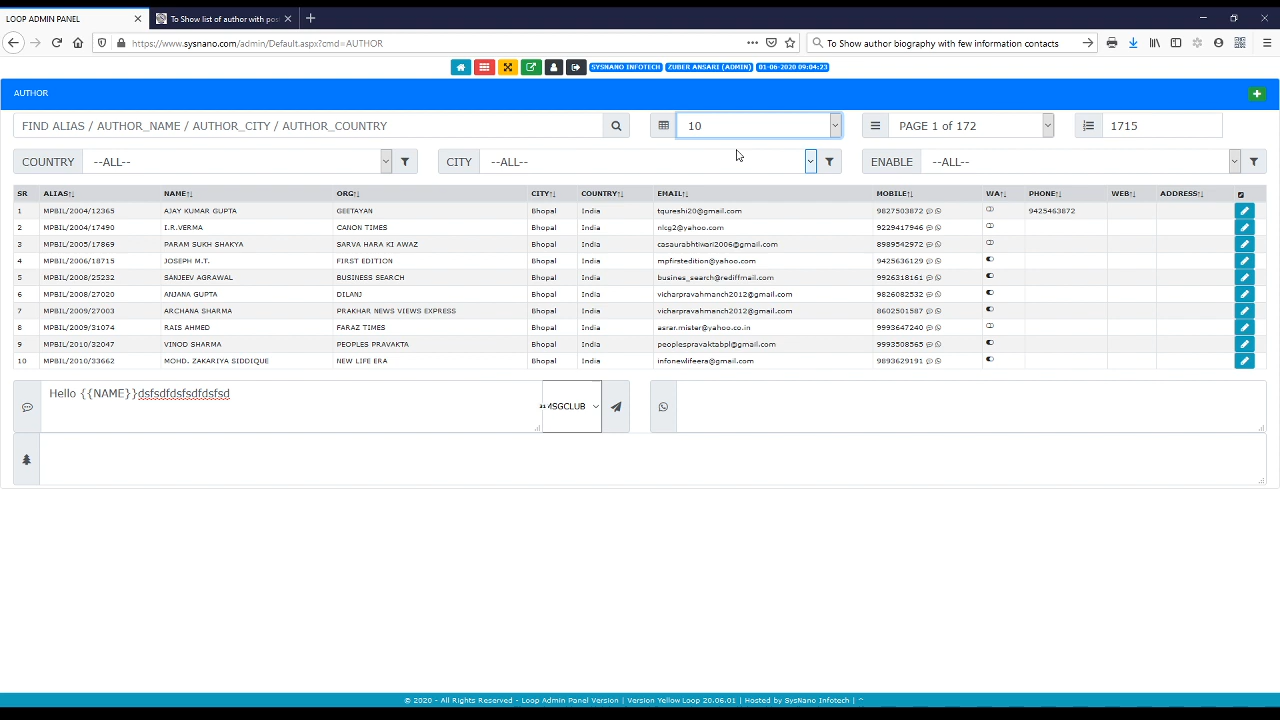 LOOP ADMIN PANEL
To Show list of author with pos
https://www.sysnano.com/admin/Default.aspx?cmd=AUTHOR
To Show author biography with few information contacts
SYSNANO INFOTECH ZUBER ANSARI (ADMIN) 01-06-2020 09:04:23
AUTHOR
FIND ALIAS / AUTHOR_NAME / AUTHOR_CITY / AUTHOR_COUNTRY 10 PAGE 1 of 172 1715
COUNTRY --ALL-- CITY --ALL-- ENABLE --ALL--
SR ALIAS NAME ORG CITY COUNTRY EMAIL MOBILE WA PHONE WEB ADDRESS
1 MPBIL/2004/12365 AJAY KUMAR GUPTA GEETAYAN Bhopal India tqureshi20@gmail.com 9827503872 9425463872
2 MPBIL/2004/17490 I.R.VERMA CANON TIMES Bhopal India nlcg2@yahoo.com 9229417946
3 MPBIL/2005/17869 PARAM SUKH SHAKYA SARVA HARA KI AWAZ Bhopal India casaurabhtiwari2006@gmail.com 8989542972
4 MPBIL/2006/18715 JOSEPH M.T. FIRST EDITION Bhopal India mpfirstedition@yahoo.com 9425636129
5 MPBIL/2008/25232 SANJEEV AGRAWAL BUSINESS SEARCH Bhopal India busines_search@rediffmail.com 9926318161
6 MPBIL/2008/27020 ANJANA GUPTA DILANJ Bhopal India vicharpravahmanch2012@gmail.com 9826082532
7 MPBIL/2009/27003 ARCHANA SHARMA PRAKHAR NEWS VIEWS EXPRESS Bhopal India vicharpravahmanch2012@gmail.com 8602501587
8 MPBIL/2009/31074 RAIS AHMED FARAZ TIMES Bhopal India asrar.mister@yahoo.co.in 9993647240
9 MPBIL/2010/32047 VINOD SHARMA PEOPLES PRAVAKTA Bhopal India peoplespravaktabpl@gmail.com 9993508565
10 MPBIL/2010/33662 MOHD. ZAKARIYA SIDDIQUE NEW LIFE ERA Bhopal India infonewlifeera@gmail.com 9893629191
Hello {{NAME}}dsfsdfdsfsdfdsfsd
31 4SGCLUB
© 2020 - All Rights Reserved - Loop Admin Panel Version | Version Yellow Loop 20.06.01 | Hosted by SysNano Infotech | ^